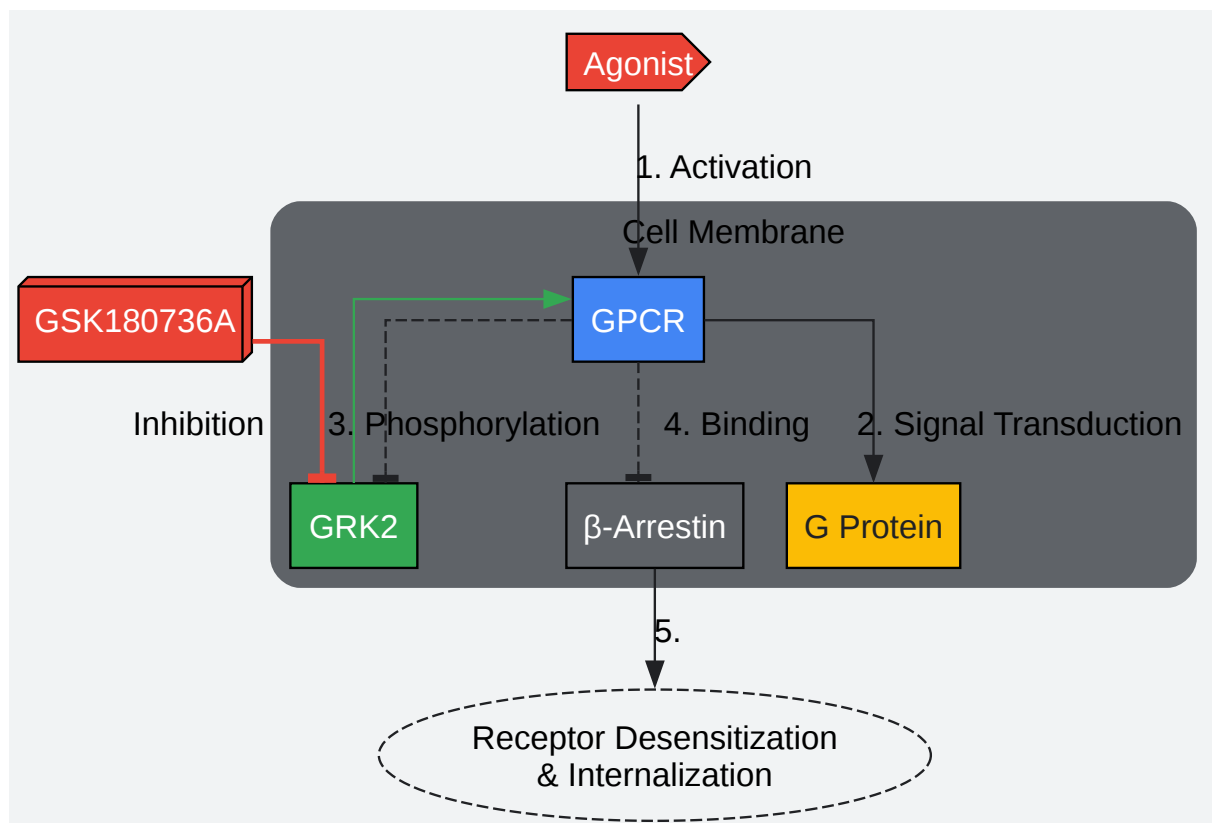 Agonist
1. Activation
Cell Membrane
GSK180736A
GPCR
Inhibition
3. Phosphorylation
4. Binding
2. Signal Transduction
GRK2
β-Arrestin
G Protein
5.
Receptor Desensitization
& Internalization